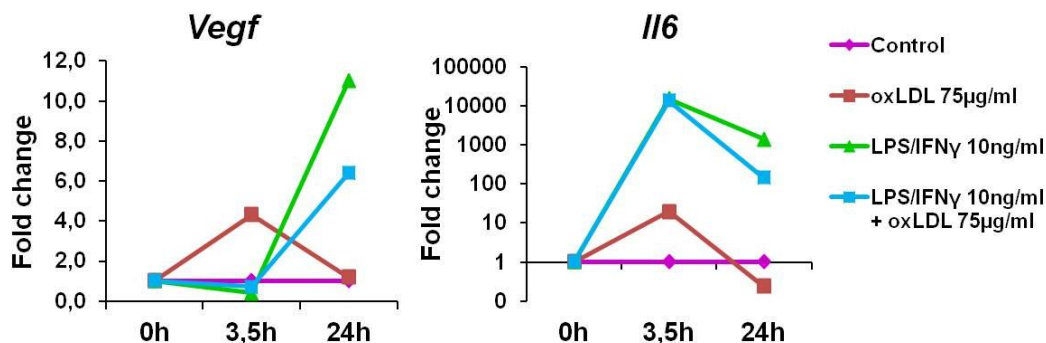 Vegf
Fold change
12,0
10,0
8,0
6,0
4,0
2,0
0,0
0h
3,5h
24h
Il6
Fold change
100000
10000
1000
100
10
1
0
0h
3,5h
24h
Control
oxLDL 75µg/ml
LPS/IFNγ 10ng/ml
LPS/IFNγ 10ng/ml
+ oxLDL 75µg/ml